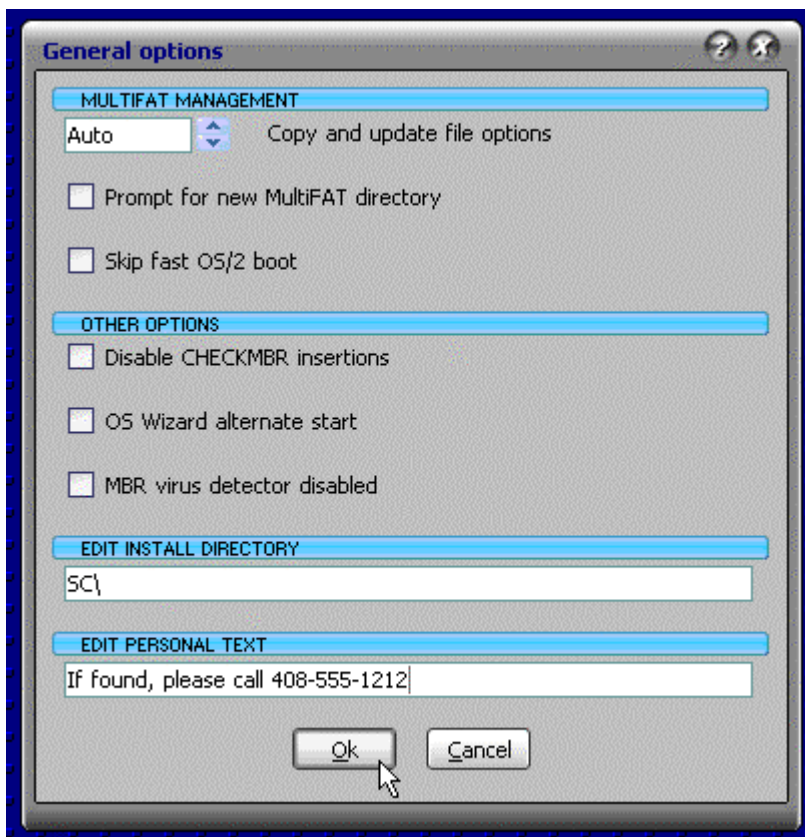 General options
MULTIFAT MANAGEMENT
Auto Copy and update file options
Prompt for new MultiFAT directory
Skip fast OS/2 boot
OTHER OPTIONS
Disable CHECKMBR insertions
OS Wizard alternate start
MBR virus detector disabled
EDIT INSTALL DIRECTORY
SC\
EDIT PERSONAL TEXT
If found, please call 408-555-1212
Ok Cancel